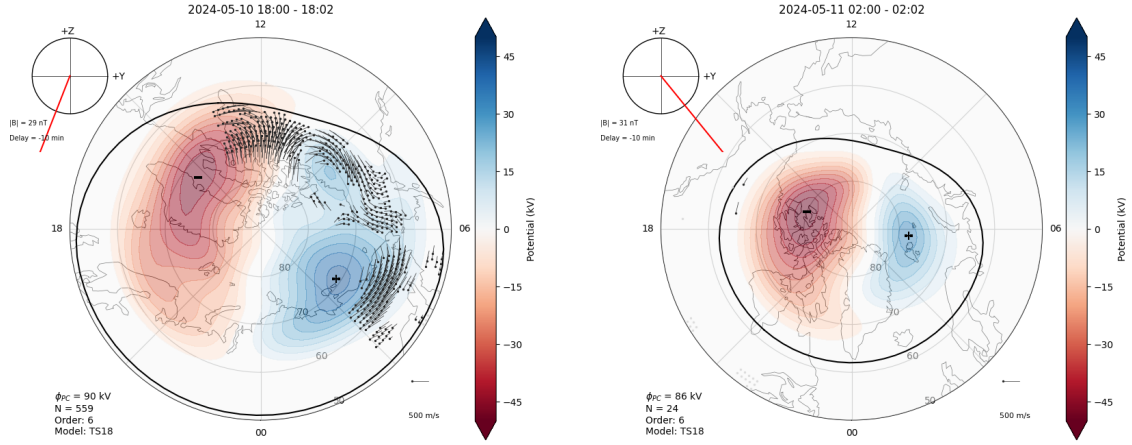 2024-05-10 18:00 - 18:02
12
+Z
+Y
|B| = 29 nT
Delay = -10 min
18
06
80
70
60
50
ϕPC = 90 kV
N = 559
Order: 6
Model: TS18
00
500 m/s
45
30
15
0
−15
−30
−45
Potential (kV)
2024-05-11 02:00 - 02:02
12
+Z
+Y
|B| = 31 nT
Delay = -10 min
18
06
80
70
60
50
ϕPC = 86 kV
N = 24
Order: 6
Model: TS18
00
500 m/s
45
30
15
0
−15
−30
−45
Potential (kV)